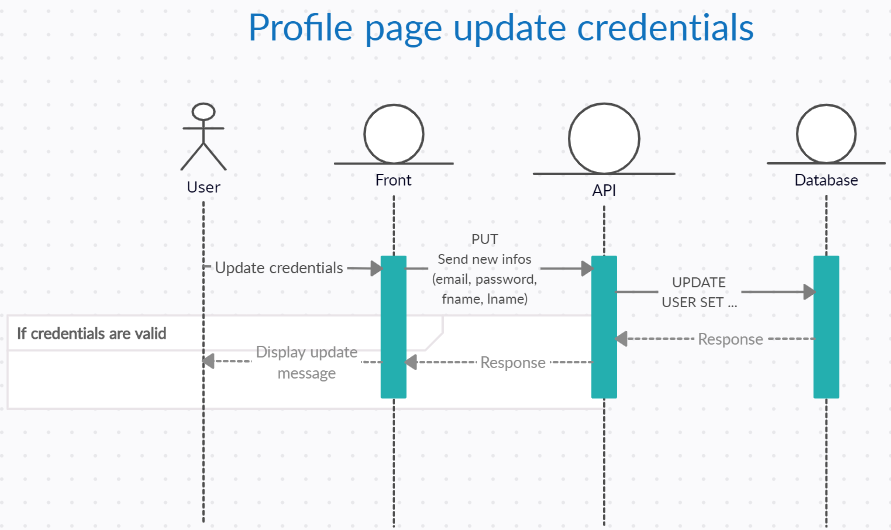 Profile page update credentials
User
Front
API
Database
Update credentials
PUT
Send new infos
(email, password,
fname, lname)
UPDATE
USER SET ...
If credentials are valid
Response
Display update
message
Response